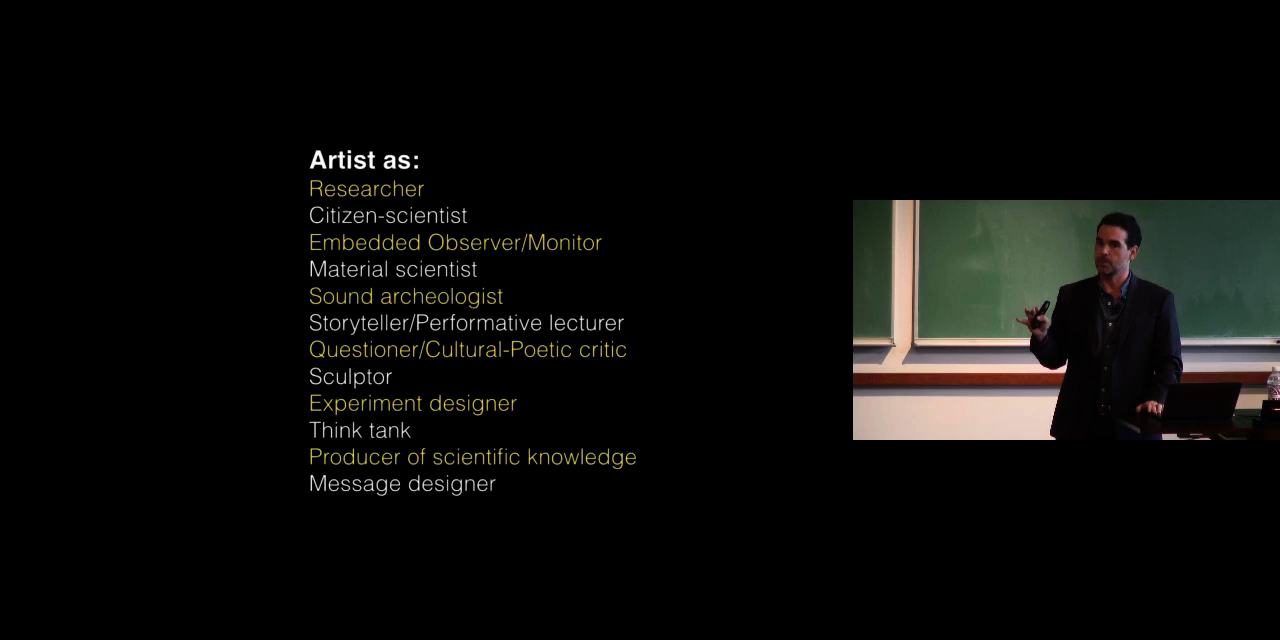 Artist as:
Researcher
Citizen-scientist
Embedded Observer/Monitor
Material scientist
Sound archeologist
Storyteller/Performative lecturer
Questioner/Cultural-Poetic critic
Sculptor
Experiment designer
Think tank
Producer of scientific knowledge
Message designer